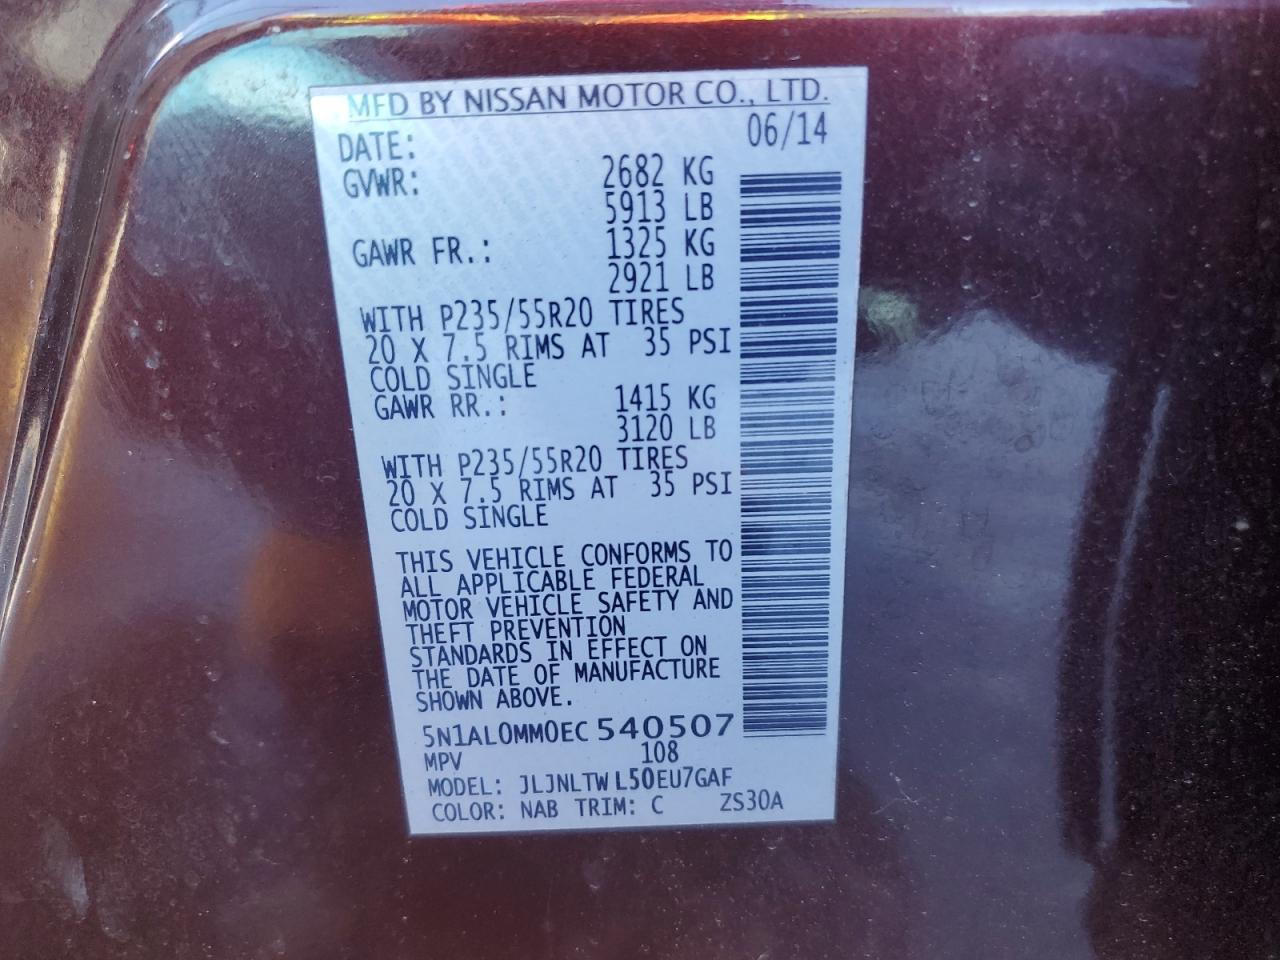 MFD BY NISSAN MOTOR CO., LTD.
DATE: 06/14
GVWR: 2682 KG
5913 LB
GAWR FR.: 1325 KG
2921 LB
WITH P235/55R20 TIRES
20 X 7.5 RIMS AT 35 PSI
COLD SINGLE
GAWR RR.: 1415 KG
3120 LB
WITH P235/55R20 TIRES
20 X 7.5 RIMS AT 35 PSI
COLD SINGLE
THIS VEHICLE CONFORMS TO
ALL APPLICABLE FEDERAL
MOTOR VEHICLE SAFETY AND
THEFT PREVENTION
STANDARDS IN EFFECT ON
THE DATE OF MANUFACTURE
SHOWN ABOVE.
5N1AL0MM0EC 540507
MPV 108
MODEL: JLJNLTW L50EU7GAF
COLOR: NAB TRIM: C ZS30A